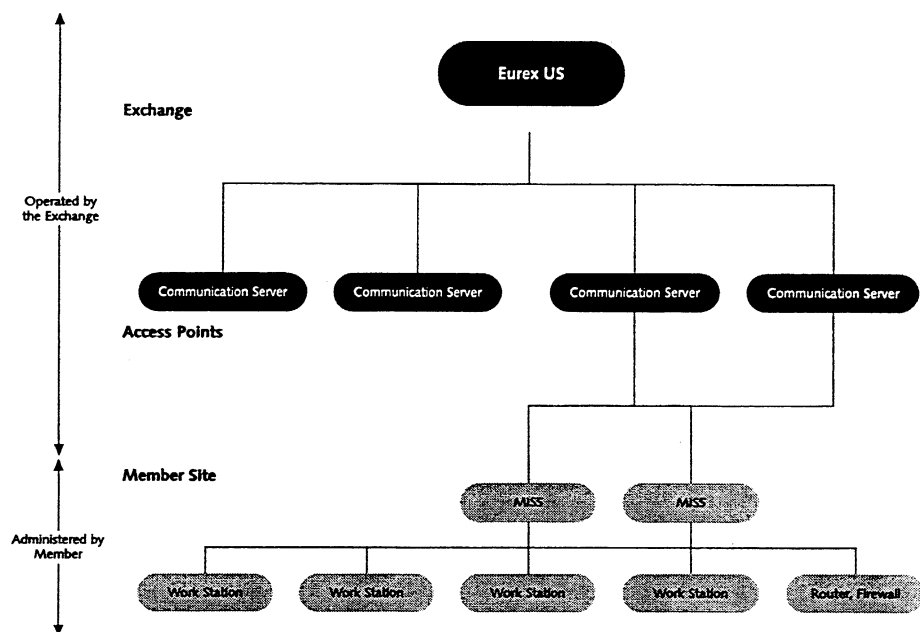 Eurex US
Exchange
Operated by
the Exchange
Communication Server
Communication Server
Communication Server
Communication Server
Access Points
Member Site
MISS
MISS
Administered by
Member
Work Station
Work Station
Work Station
Work Station
Router, Firewall